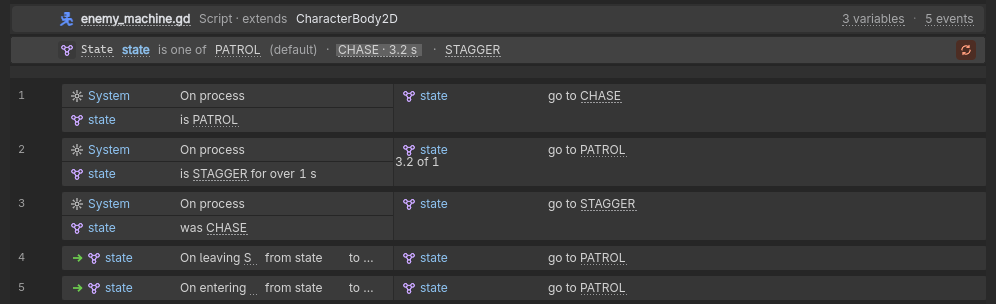 enemy_machine.gd Script · extends CharacterBody2D 3 variables · 5 events
State state is one of PATROL (default) · CHASE · 3.2 s · STAGGER
1 System On process state go to CHASE
state is PATROL
2 System On process state go to PATROL
3.2 of 1
state is STAGGER for over 1 s
3 System On process state go to STAGGER
state was CHASE
4 state On leaving S.. from state to ... state go to PATROL
5 state On entering ... from state to ... state go to PATROL